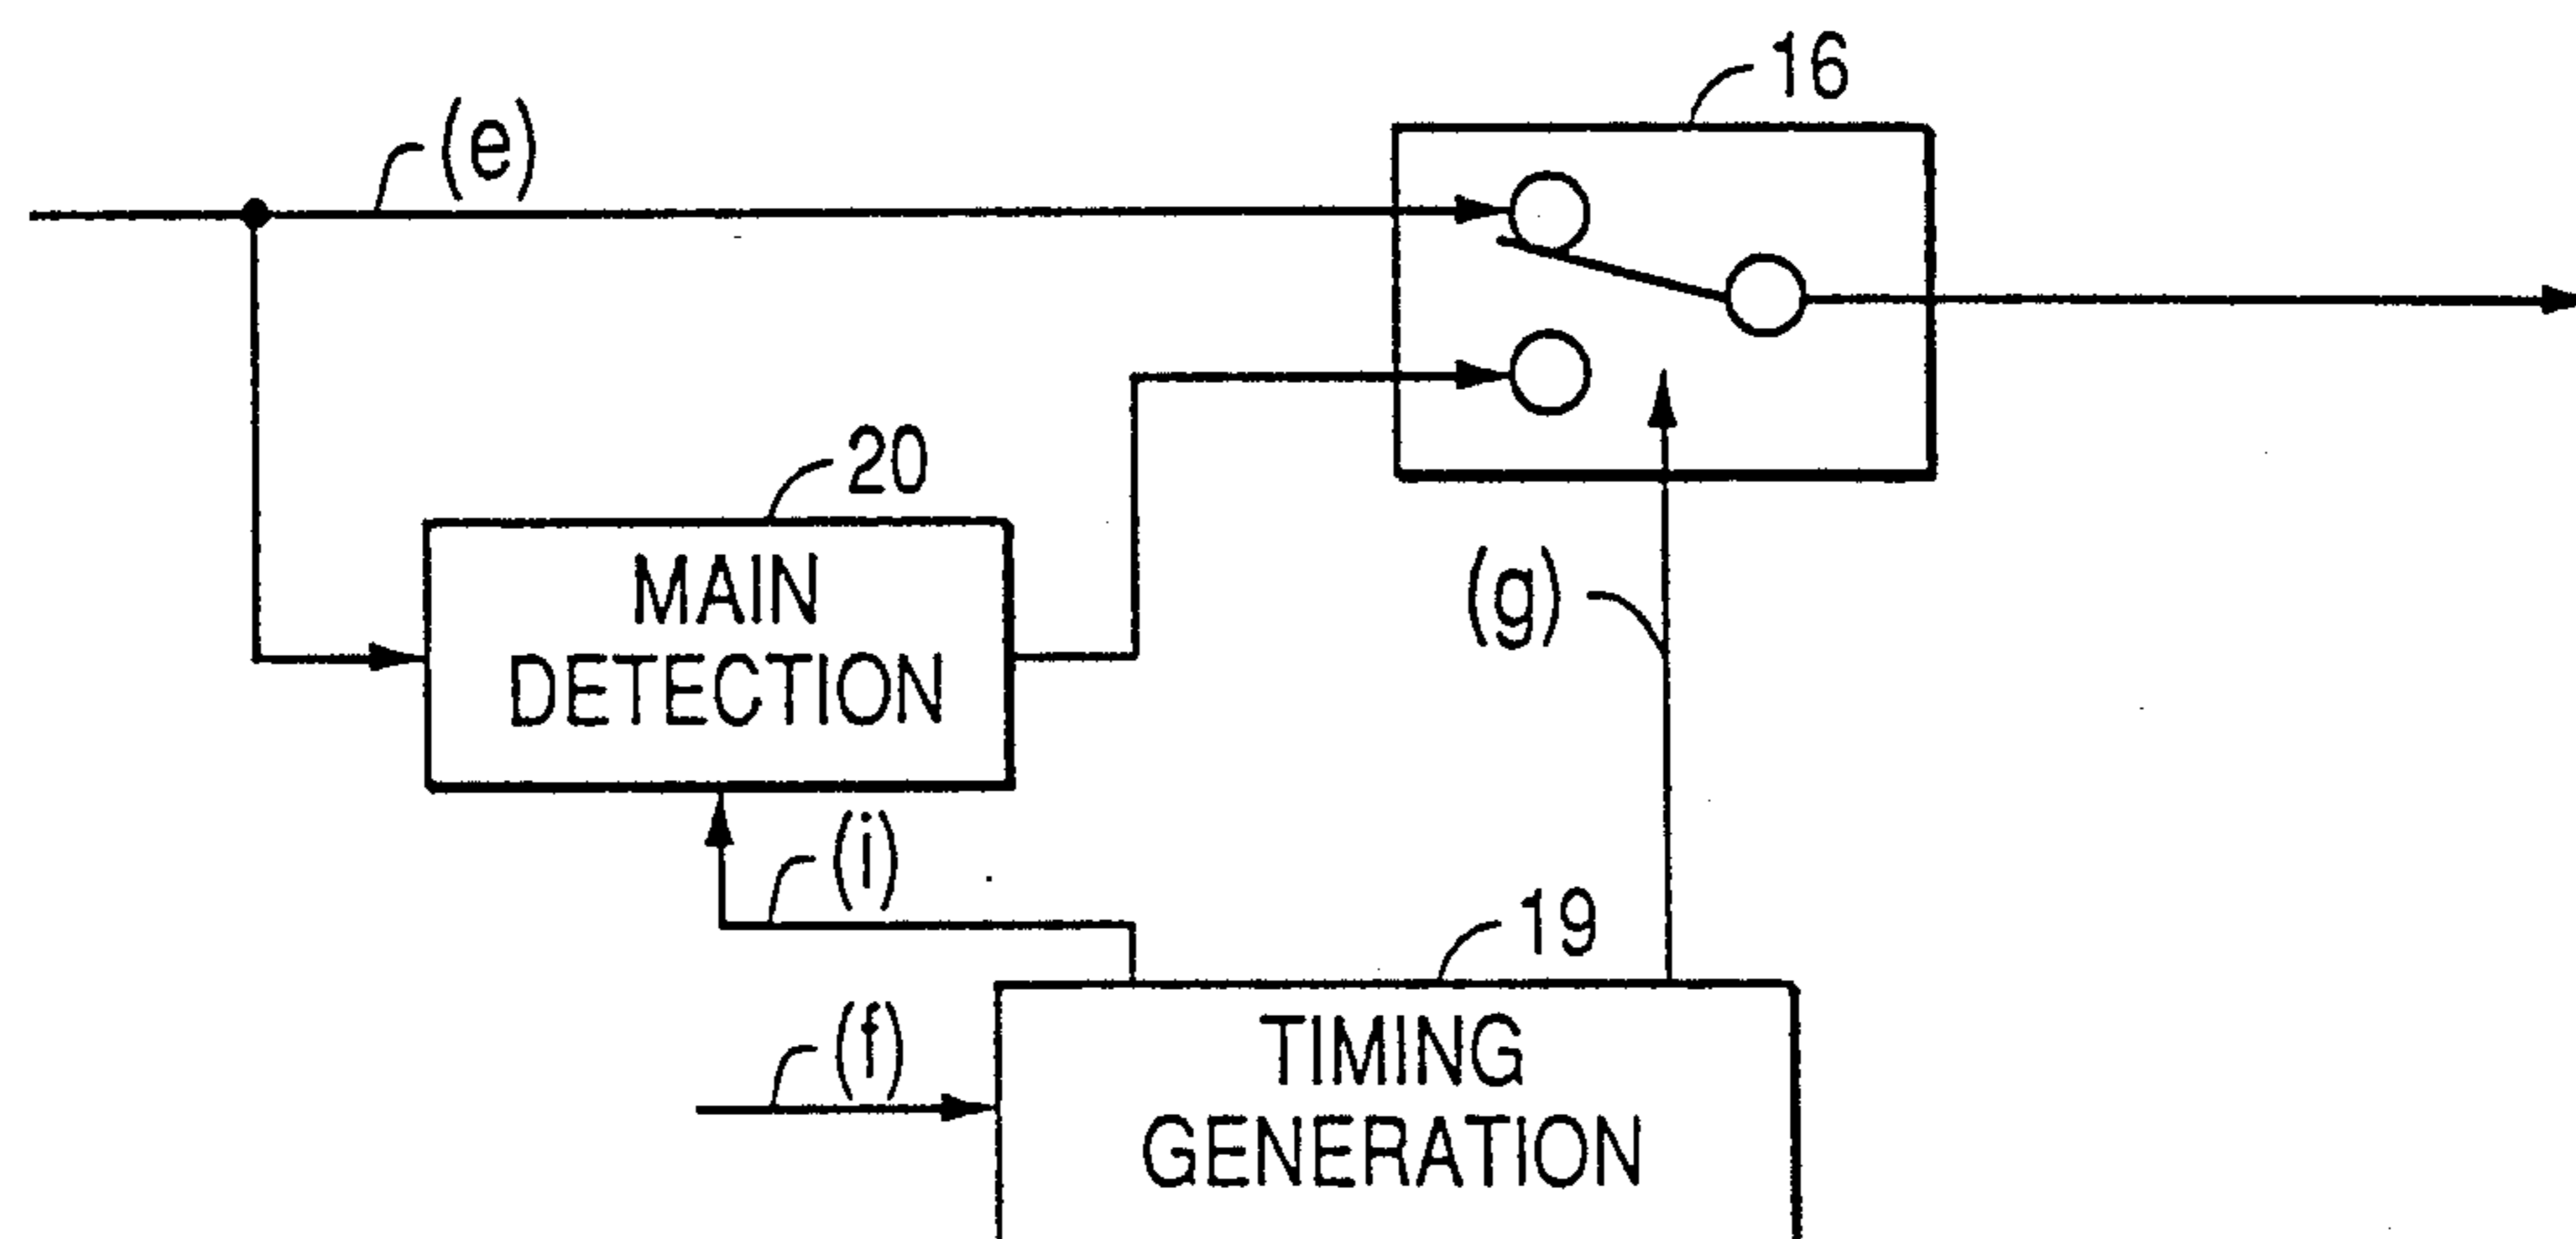 16
(e)
20
MAIN
DETECTION
(g)
(i)
19
(f)
TIMING
GENERATION